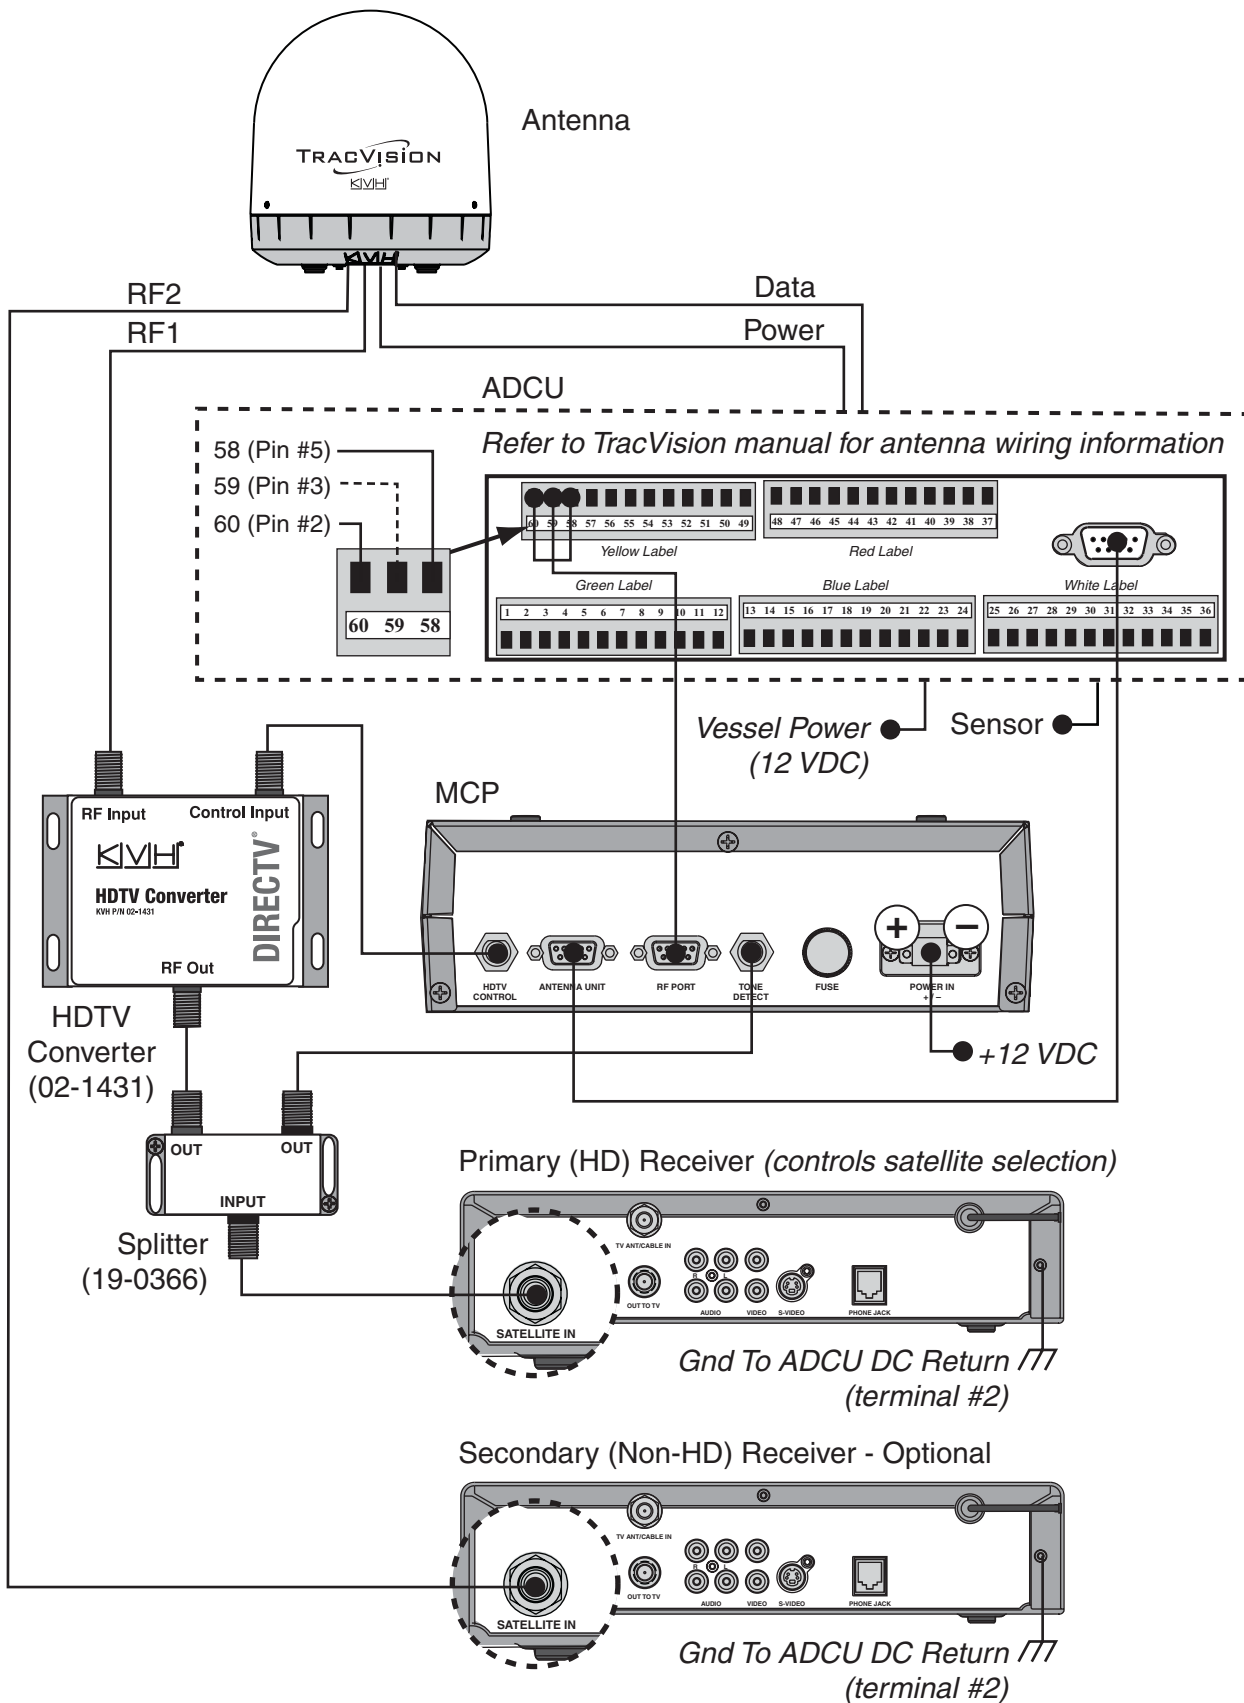 Antenna
TRACVISION
KVH
KVH
RF2
Data
RF1
Power
ADCU
Refer to TracVision manual for antenna wiring information
58 (Pin #5)
59 (Pin #3)
60 (Pin #2)
60 59 58
60 59 58 57 56 55 54 53 52 51 50 49
Yellow Label
48 47 46 45 44 43 42 41 40 39 38 37
Red Label
Green Label
1 2 3 4 5 6 7 8 9 10 11 12
Blue Label
13 14 15 16 17 18 19 20 21 22 23 24
White Label
25 26 27 28 29 30 31 32 33 34 35 36
Vessel Power
(12 VDC)
Sensor
RF Input
Control Input
KVH®
HDTV Converter
KVH P/N 02-1431
DIRECTV®
RF Out
HDTV
Converter
(02-1431)
MCP
HDTV
CONTROL
ANTENNA UNIT
RF PORT
TONE
DETECT
FUSE
+ −
POWER IN
+ / −
+12 VDC
OUT
OUT
INPUT
Splitter
(19-0366)
Primary (HD) Receiver (controls satellite selection)
SATELLITE IN
TV ANT/CABLE IN
OUT TO TV
R L
AUDIO
VIDEO
S-VIDEO
PHONE JACK
Gnd To ADCU DC Return
(terminal #2)
Secondary (Non-HD) Receiver - Optional
SATELLITE IN
TV ANT/CABLE IN
OUT TO TV
R L
AUDIO
VIDEO
S-VIDEO
PHONE JACK
Gnd To ADCU DC Return
(terminal #2)